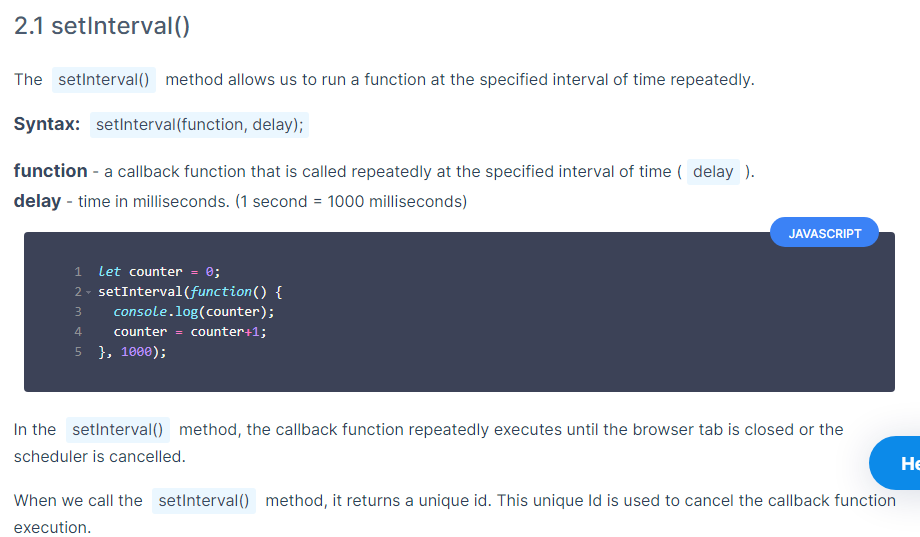 2.1 setInterval()
The setInterval() method allows us to run a function at the specified interval of time repeatedly.
Syntax: setInterval(function, delay);
function - a callback function that is called repeatedly at the specified interval of time ( delay ).
delay - time in milliseconds. (1 second = 1000 milliseconds)
JAVASCRIPT
1 let counter = 0;
2 setInterval(function() {
3 console.log(counter);
4 counter = counter+1;
5 }, 1000);
In the setInterval() method, the callback function repeatedly executes until the browser tab is closed or the
scheduler is cancelled.
He
When we call the setInterval() method, it returns a unique id. This unique Id is used to cancel the callback function
execution.